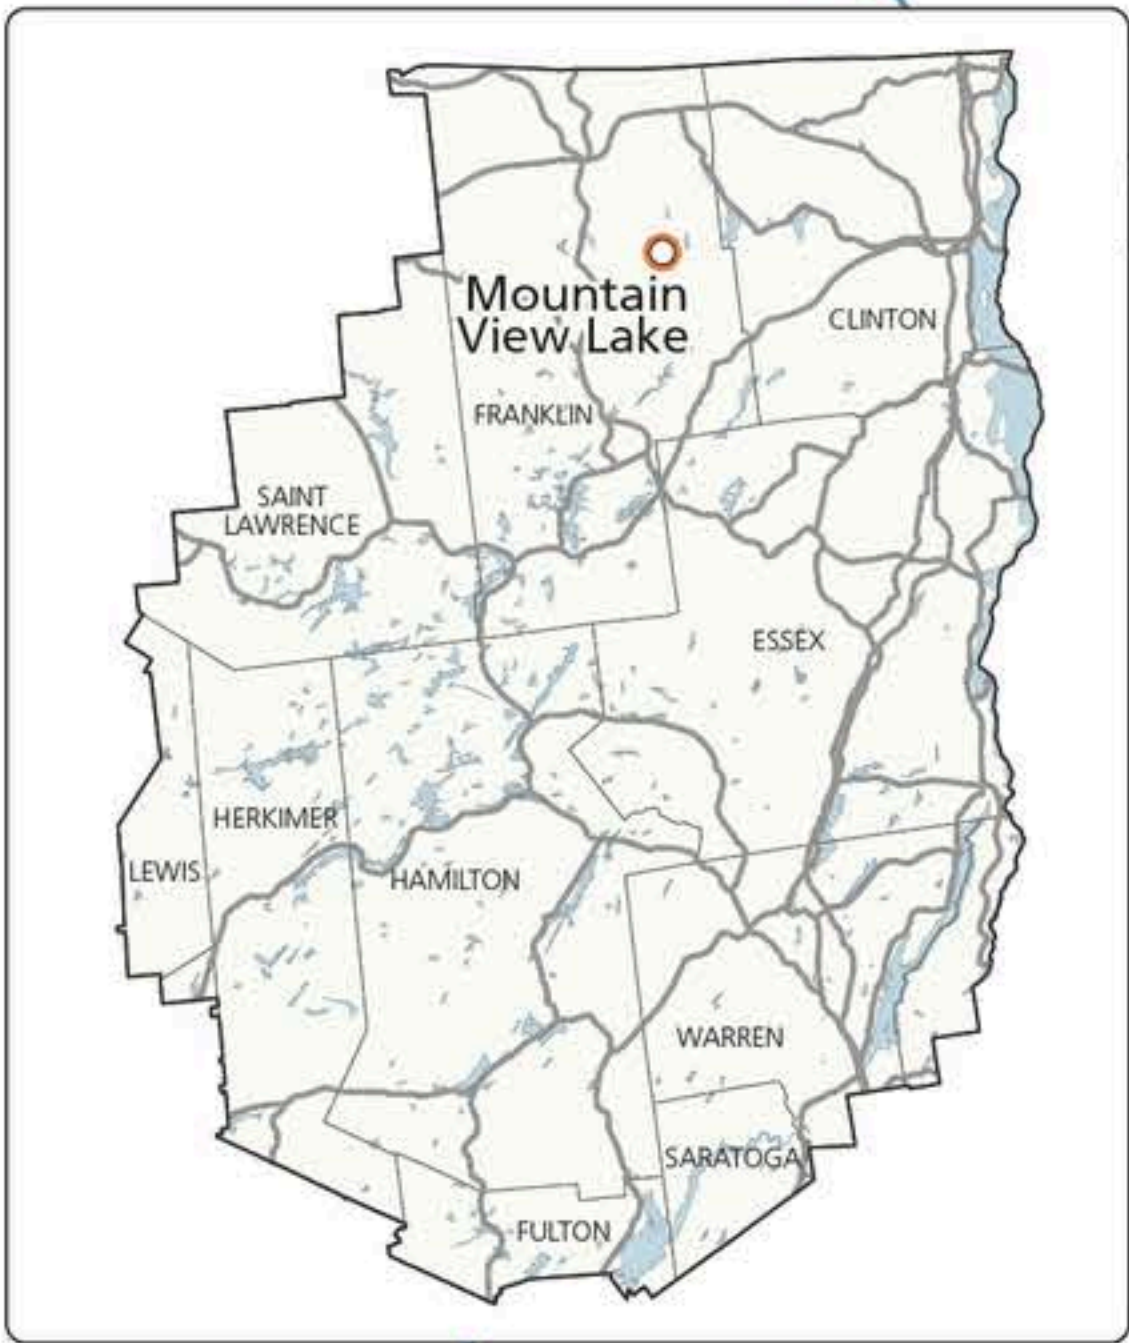 Mountain
View Lake
CLINTON
FRANKLIN
SAINT
LAWRENCE
ESSEX
HERKIMER
LEWIS
HAMILTON
WARREN
SARATOGA
FULTON